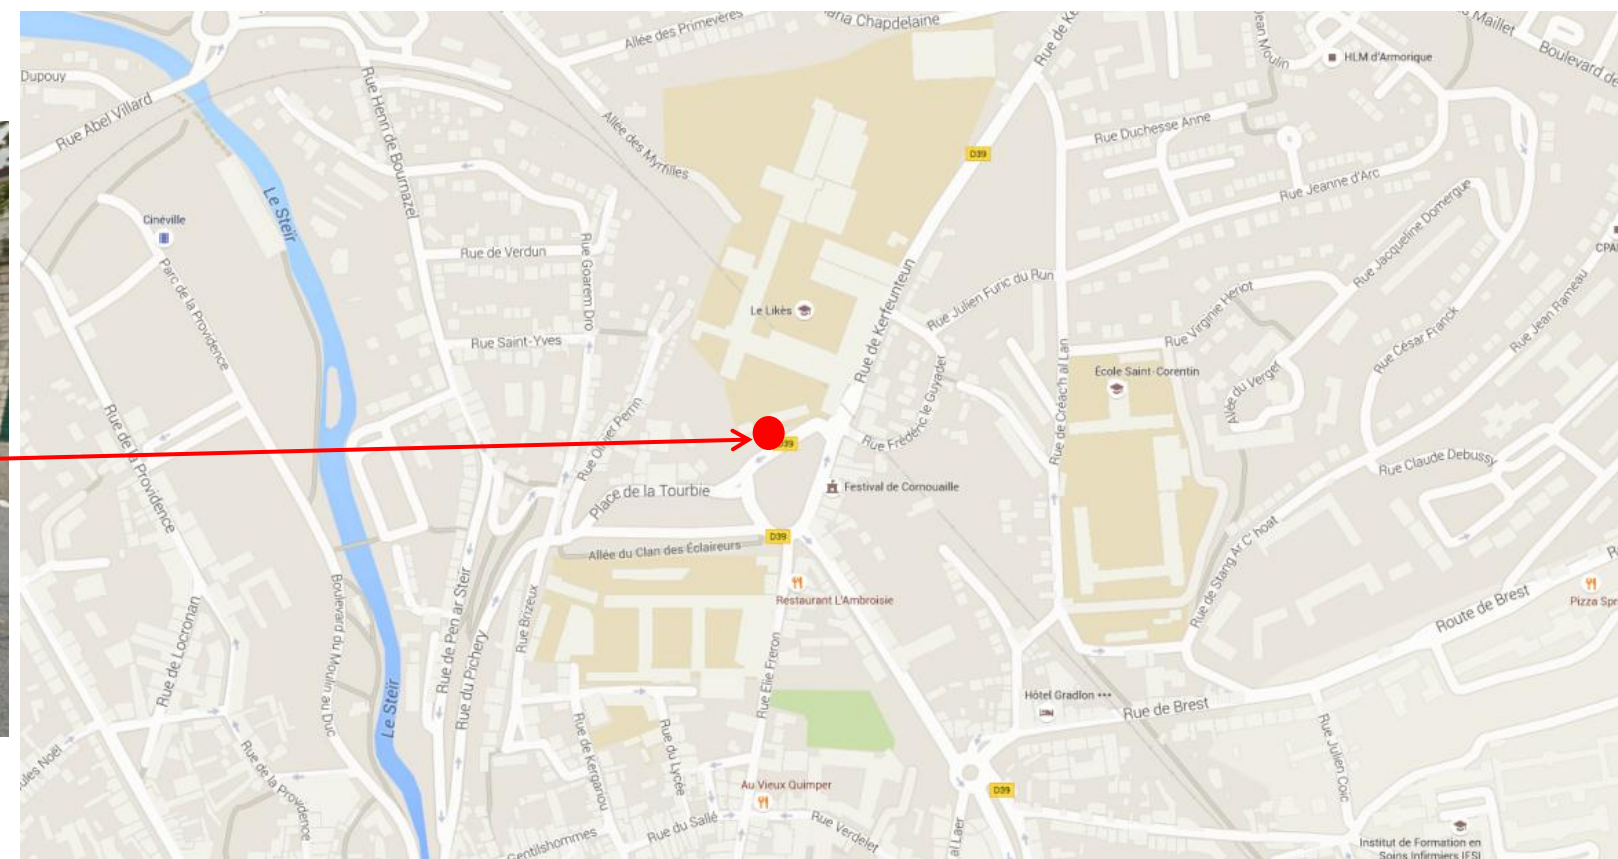 Allée des Primevères
Maria Chapdelaine
Rue de Ke
Jean Moulin
Maillet
Boulevard de
HLM d'Armorique
Dupouy
Rue Abel Villard
Rue Henri de Bournazel
Allée des Myrtilles
D39
Rue Duchesse Anne
Rue Jeanne d'Arc
Rue Jacqueline Domergue
CPA
Le Steïr
Cinéville
Parc de la Providence
Rue de Verdun
Rue Goarem Dro
Rue Saint-Yves
Le Likès
Rue de Kerfeunteun
Rue Julien Furic du Run
Rue Virginie Heriot
Rue César Franck
Rue Jean Rameau
Rue Frédéric le Guyader
Rue de Créac'h al Lan
École Saint-Corentin
Allée du Verger
Rue de la Providence
Rue Olivier Perrin
39
Place de la Tourbie
Festival de Cornouaille
Rue Claude Debussy
Rue de Stang Ar C'hoat
D39
Allée du Clan des Éclaireurs
Restaurant L'Ambroisie
Route de Brest
Pizza Spr
Boulevard du Moulin au Duc
Rue de Pen ar Steir
Rue du Pichery
Rue Brizeux
Rue Elie Freron
Rue de Locronan
Le Steïr
Hôtel Gradlon
Rue de Brest
Rue Julien Coic
ules Noël
Rue de la Providence
Rue de Kergariou
Rue du Lycée
Au Vieux Quimper
D39
Gentilshommes
Rue du Sallé
Rue Verdelet
al Laer
Institut de Formation en
Soins Infirmiers IFSI